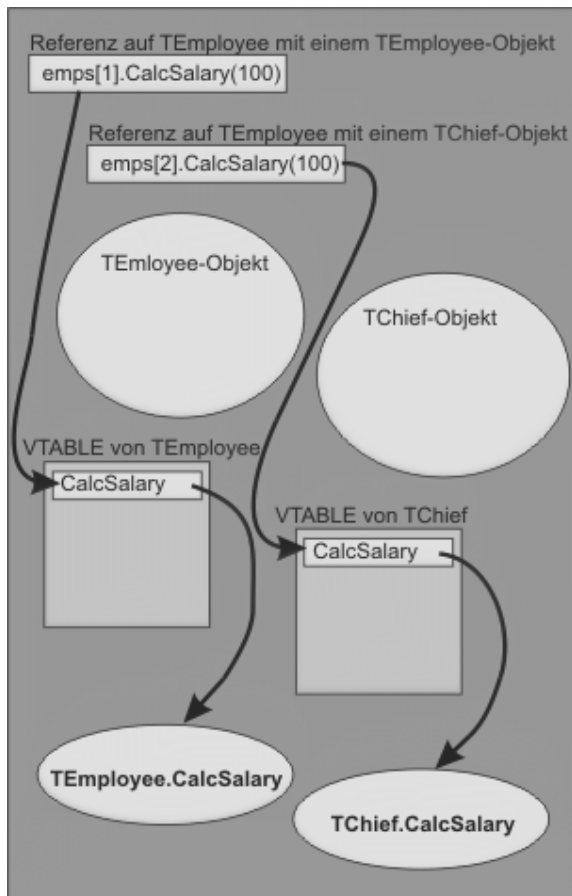 Referenz auf TEmployee mit einem TEmployee-Objekt
emps[1].CalcSalary(100)
Referenz auf TEmployee mit einem TChief-Objekt
emps[2].CalcSalary(100)
TEmloyee-Objekt
TChief-Objekt
VTABLE von TEmployee
CalcSalary
VTABLE von TChief
CalcSalary
TEmployee.CalcSalary
TChief.CalcSalary